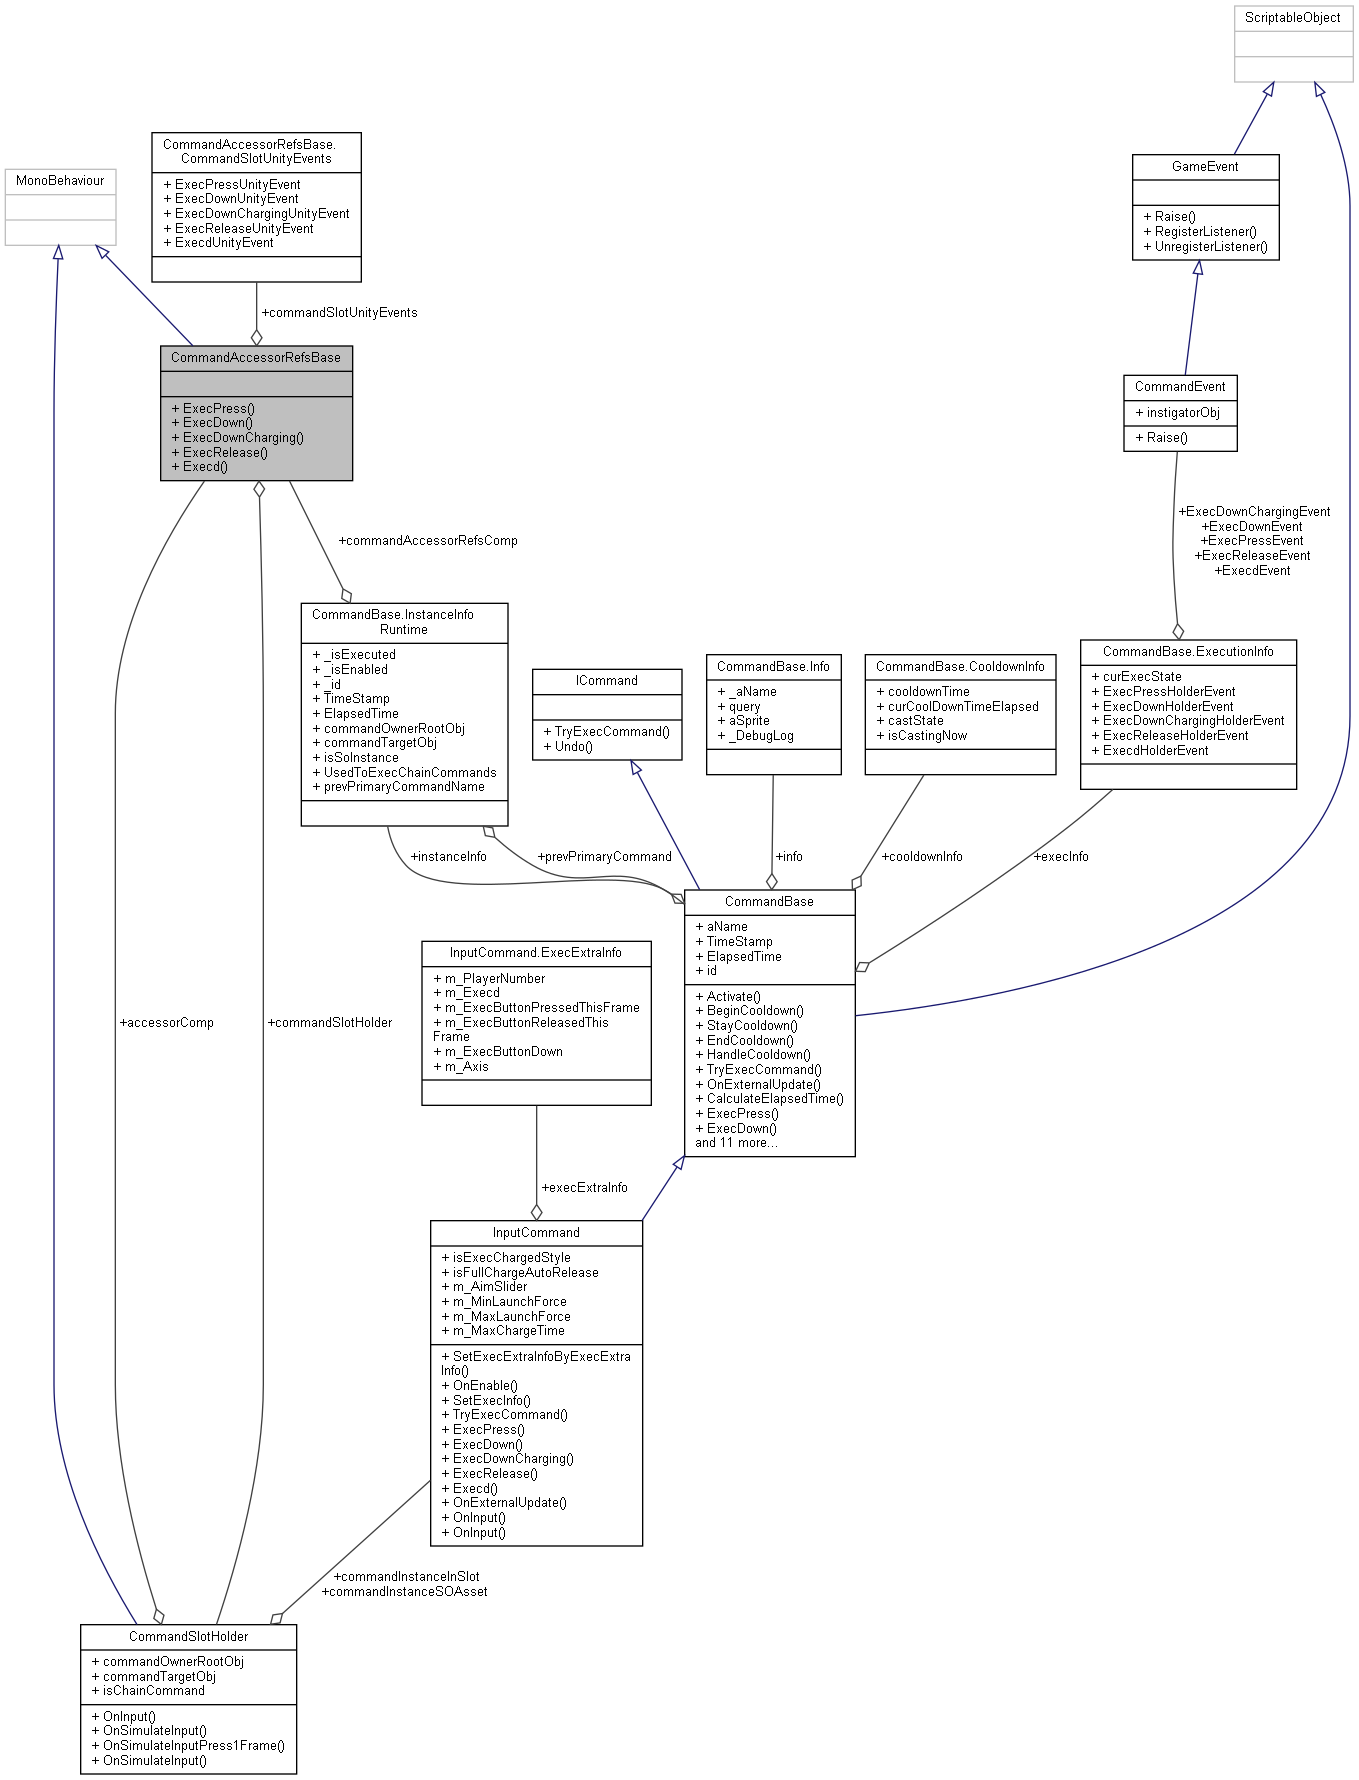 ScriptableObject
CommandAccessorRefsBase.
CommandSlotUnityEvents
+ ExecPressUnityEvent
+ ExecDownUnityEvent
+ ExecDownChargingUnityEvent
+ ExecReleaseUnityEvent
+ ExecdUnityEvent
MonoBehaviour
GameEvent
+ Raise()
+ RegisterListener()
+ UnregisterListener()
+commandSlotUnityEvents
CommandAccessorRefsBase
+ ExecPress()
+ ExecDown()
+ ExecDownCharging()
+ ExecRelease()
+ Execd()
CommandEvent
+ instigatorObj
+ Raise()
+commandAccessorRefsComp
+ExecDownChargingEvent
+ExecDownEvent
+ExecPressEvent
+ExecReleaseEvent
+ExecdEvent
CommandBase.InstanceInfo
Runtime
+ _isExecuted
+ _isEnabled
+ _id
+ TimeStamp
+ ElapsedTime
+ commandOwnerRootObj
+ commandTargetObj
+ isSoInstance
+ UsedToExecChainCommands
+ prevPrimaryCommandName
ICommand
+ TryExecCommand()
+ Undo()
CommandBase.Info
+ _aName
+ query
+ aSprite
+ _DebugLog
CommandBase.CooldownInfo
+ cooldownTime
+ curCoolDownTimeElapsed
+ castState
+ isCastingNow
CommandBase.ExecutionInfo
+ curExecState
+ ExecPressHolderEvent
+ ExecDownHolderEvent
+ ExecDownChargingHolderEvent
+ ExecReleaseHolderEvent
+ ExecdHolderEvent
+instanceInfo
+prevPrimaryCommand
+info
+cooldownInfo
+execInfo
CommandBase
+ aName
+ TimeStamp
+ ElapsedTime
+ id
+ Activate()
+ BeginCooldown()
+ StayCooldown()
+ EndCooldown()
+ HandleCooldown()
+ TryExecCommand()
+ OnExternalUpdate()
+ CalculateElapsedTime()
+ ExecPress()
+ ExecDown()
and 11 more...
InputCommand.ExecExtraInfo
+ m_PlayerNumber
+ m_Execd
+ m_ExecButtonPressedThisFrame
+ m_ExecButtonReleasedThis
Frame
+ m_ExecButtonDown
+ m_Axis
+accessorComp
+commandSlotHolder
+execExtraInfo
InputCommand
+ isExecChargedStyle
+ isFullChargeAutoRelease
+ m_AimSlider
+ m_MinLaunchForce
+ m_MaxLaunchForce
+ m_MaxChargeTime
+ SetExecExtraInfoByExecExtra
Info()
+ OnEnable()
+ SetExecInfo()
+ TryExecCommand()
+ ExecPress()
+ ExecDown()
+ ExecDownCharging()
+ ExecRelease()
+ Execd()
+ OnExternalUpdate()
+ OnInput()
+ OnInput()
+commandInstanceInSlot
+commandInstanceSOAsset
CommandSlotHolder
+ commandOwnerRootObj
+ commandTargetObj
+ isChainCommand
+ OnInput()
+ OnSimulateInput()
+ OnSimulateInputPress1Frame()
+ OnSimulateInput()